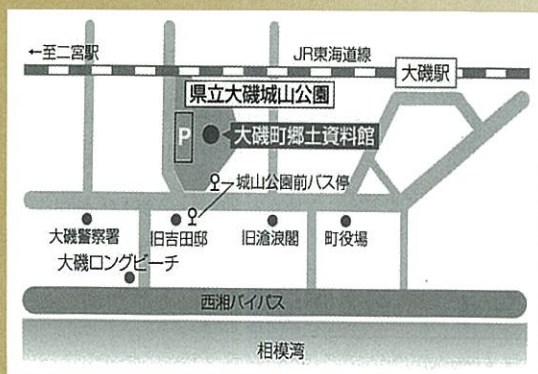 ←至二宮駅
JR東海道線
大磯駅
県立大磯城山公園
P
大磯町郷土資料館
城山公園前バス停
大磯警察署
旧吉田邸
旧滄浪閣
町役場
大磯ロングビーチ
西湘バイパス
相模湾